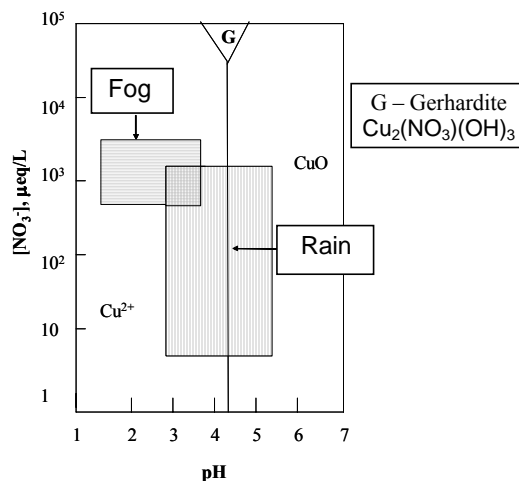 10⁵
G
Fog
10⁴
G – Gerhardite
Cu₂(NO₃)(OH)₃
[NO₃⁻], µeq/L
10³
CuO
Rain
10²
Cu²⁺
10
1
1 2 3 4 5 6 7
pH